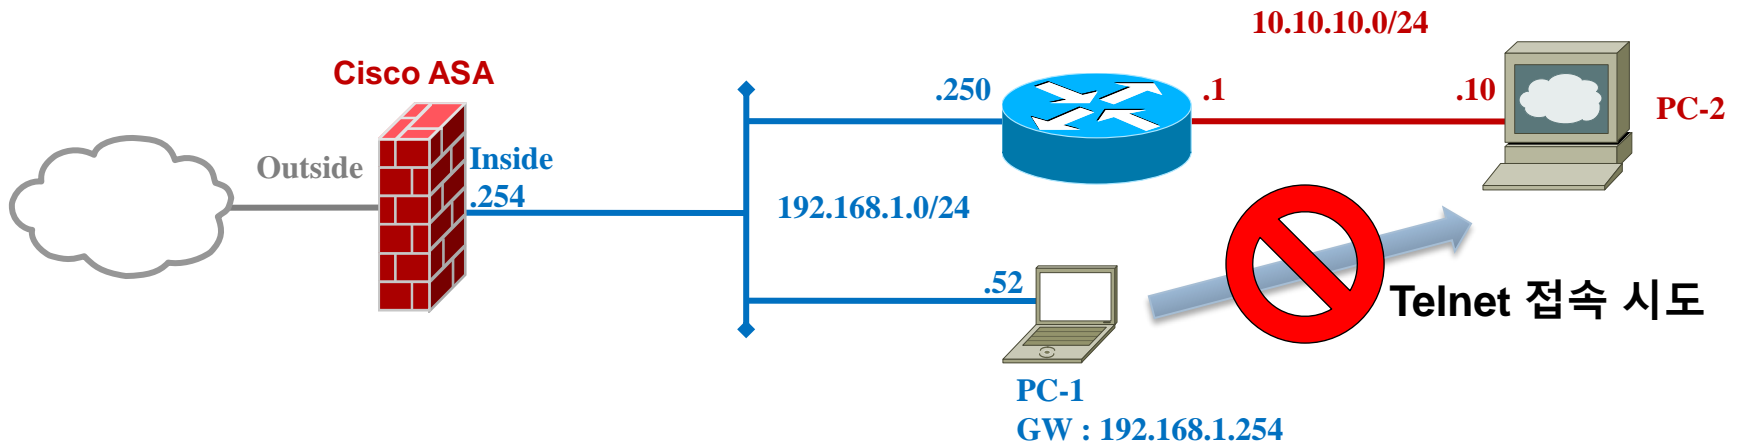 10.10.10.0/24
Cisco ASA
.250
.1
.10
PC-2
Outside
Inside
.254
192.168.1.0/24
.52
Telnet 접속 시도
PC-1
GW : 192.168.1.254